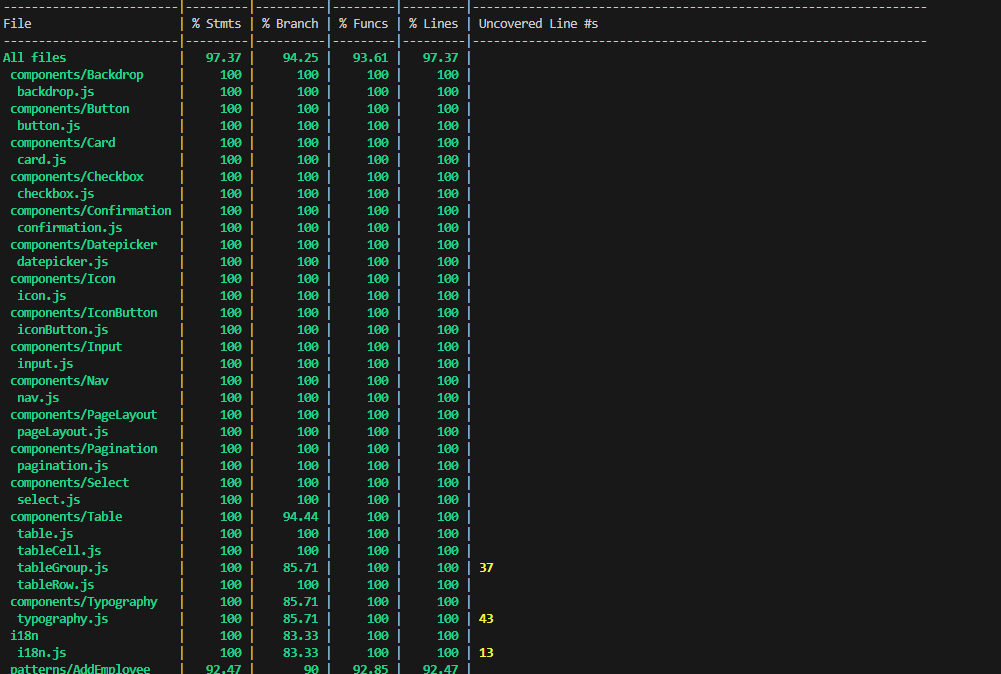 -------------------------|---------|----------|---------|---------|-----------------------------------------------------------------
File                     | % Stmts | % Branch | % Funcs | % Lines | Uncovered Line #s
-------------------------|---------|----------|---------|---------|-----------------------------------------------------------------
All files                |   97.37 |    94.25 |   93.61 |   97.37 |
 components/Backdrop     |     100 |      100 |     100 |     100 |
  backdrop.js            |     100 |      100 |     100 |     100 |
 components/Button       |     100 |      100 |     100 |     100 |
  button.js              |     100 |      100 |     100 |     100 |
 components/Card         |     100 |      100 |     100 |     100 |
  card.js                |     100 |      100 |     100 |     100 |
 components/Checkbox     |     100 |      100 |     100 |     100 |
  checkbox.js            |     100 |      100 |     100 |     100 |
 components/Confirmation |     100 |      100 |     100 |     100 |
  confirmation.js        |     100 |      100 |     100 |     100 |
 components/Datepicker   |     100 |      100 |     100 |     100 |
  datepicker.js          |     100 |      100 |     100 |     100 |
 components/Icon         |     100 |      100 |     100 |     100 |
  icon.js                |     100 |      100 |     100 |     100 |
 components/IconButton   |     100 |      100 |     100 |     100 |
  iconButton.js          |     100 |      100 |     100 |     100 |
 components/Input        |     100 |      100 |     100 |     100 |
  input.js               |     100 |      100 |     100 |     100 |
 components/Nav          |     100 |      100 |     100 |     100 |
  nav.js                 |     100 |      100 |     100 |     100 |
 components/PageLayout   |     100 |      100 |     100 |     100 |
  pageLayout.js          |     100 |      100 |     100 |     100 |
 components/Pagination   |     100 |      100 |     100 |     100 |
  pagination.js          |     100 |      100 |     100 |     100 |
 components/Select       |     100 |      100 |     100 |     100 |
  select.js              |     100 |      100 |     100 |     100 |
 components/Table        |     100 |    94.44 |     100 |     100 |
  table.js               |     100 |      100 |     100 |     100 |
  tableCell.js           |     100 |      100 |     100 |     100 |
  tableGroup.js          |     100 |    85.71 |     100 |     100 | 37
  tableRow.js            |     100 |      100 |     100 |     100 |
 components/Typography   |     100 |    85.71 |     100 |     100 |
  typography.js          |     100 |    85.71 |     100 |     100 | 43
 i18n                    |     100 |    83.33 |     100 |     100 |
  i18n.js                |     100 |    83.33 |     100 |     100 | 13
 patterns/AddEmployee    |   92.47 |       90 |   92.85 |   92.47 |